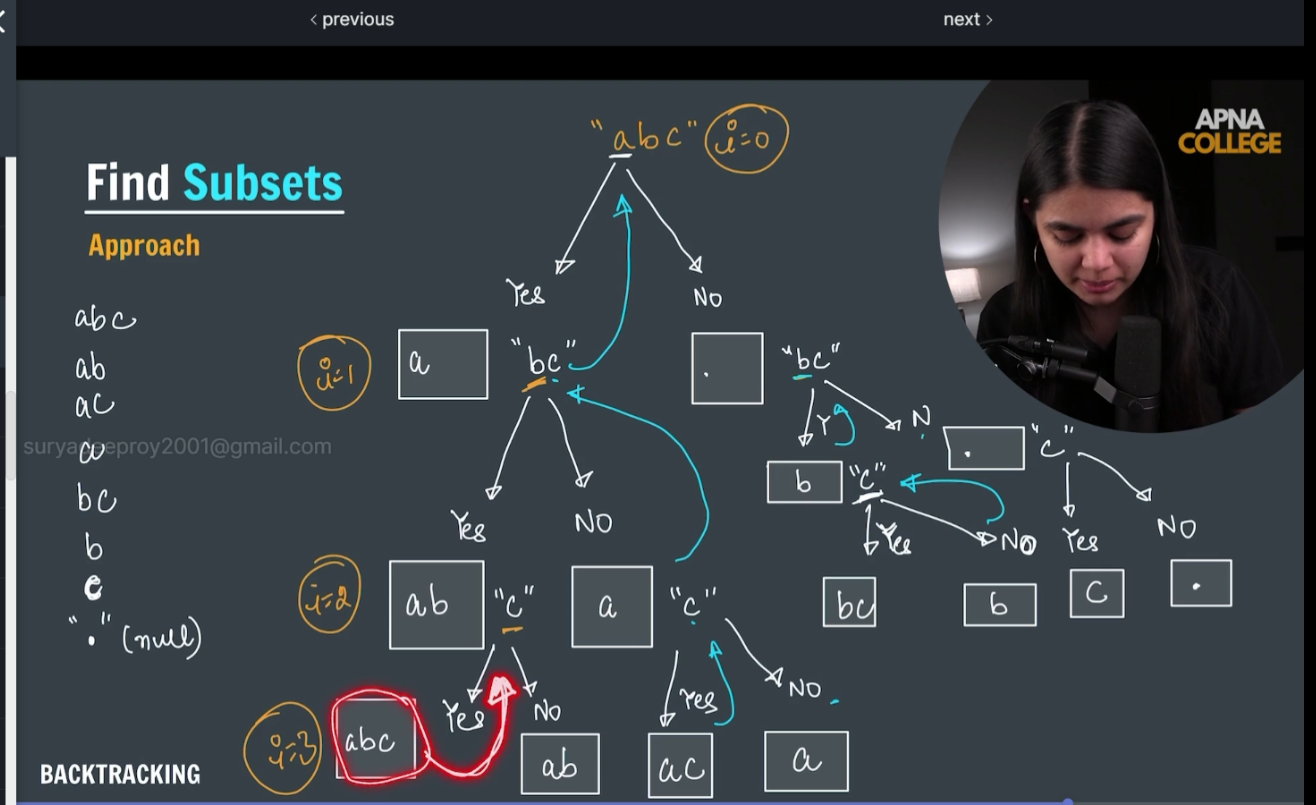 < previous
next >
APNA
COLLEGE
"abc" i=0
Find Subsets
Approach
Yes
No
abc
ab
ac
a
bc
b
c
"." (null)
suryadeeproy2001@gmail.com
i=1
a
"bc"
.
"bc"
Y
N
b
"c"
.
"c"
Yes
NO
Yes
NO
Yes
NO
i=2
ab
"c"
a
"c"
bc
b
c
.
Yes
No
Yes
NO
i=3
abc
ab
ac
a
BACKTRACKING